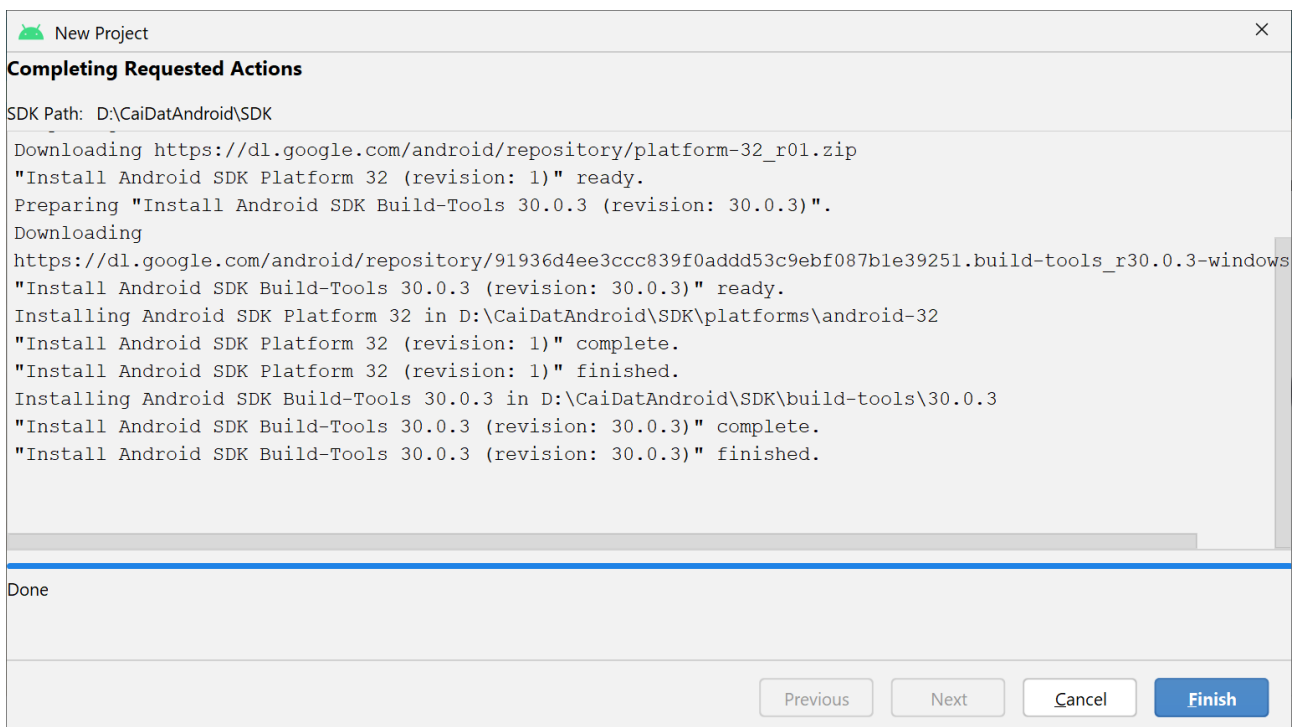 New Project
Completing Requested Actions
SDK Path: D:\CaiDatAndroid\SDK
Downloading https://dl.google.com/android/repository/platform-32_r01.zip
"Install Android SDK Platform 32 (revision: 1)" ready.
Preparing "Install Android SDK Build-Tools 30.0.3 (revision: 30.0.3)".
Downloading
https://dl.google.com/android/repository/91936d4ee3ccc839f0addd53c9ebf087b1e39251.build-tools_r30.0.3-windows
"Install Android SDK Build-Tools 30.0.3 (revision: 30.0.3)" ready.
Installing Android SDK Platform 32 in D:\CaiDatAndroid\SDK\platforms\android-32
"Install Android SDK Platform 32 (revision: 1)" complete.
"Install Android SDK Platform 32 (revision: 1)" finished.
Installing Android SDK Build-Tools 30.0.3 in D:\CaiDatAndroid\SDK\build-tools\30.0.3
"Install Android SDK Build-Tools 30.0.3 (revision: 30.0.3)" complete.
"Install Android SDK Build-Tools 30.0.3 (revision: 30.0.3)" finished.
Done
Previous Next Cancel Finish